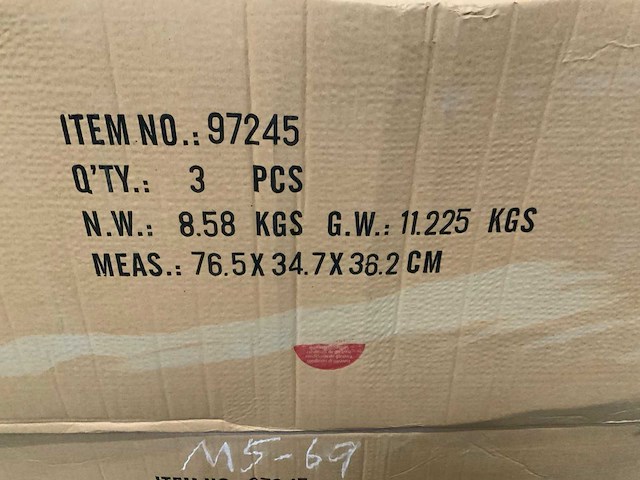 ITEM NO.: 97245
Q'TY.: 3 PCS
N.W.: 8.58 KGS G.W.: 11.225 KGS
MEAS.: 76.5 X 34.7 X 36.2 CM
M5-69